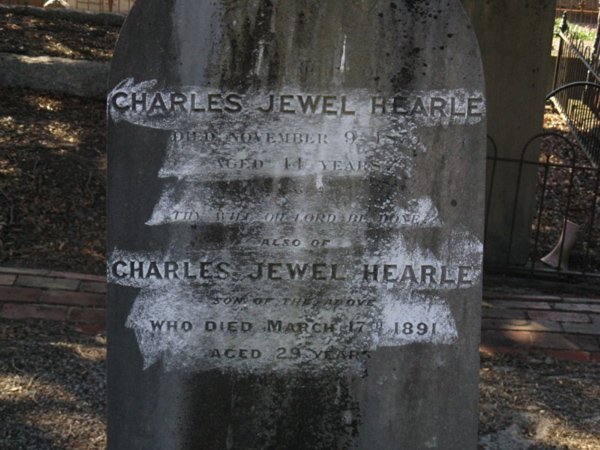 CHARLES JEWEL HEARLE
DIED NOVEMBER 9
AGED 44 YEARS
THY WILL OH LORD BE DONE
ALSO OF
CHARLES JEWEL HEARLE
SON OF THE ABOVE
WHO DIED MARCH 17TH 1891
AGED 29 YEARS